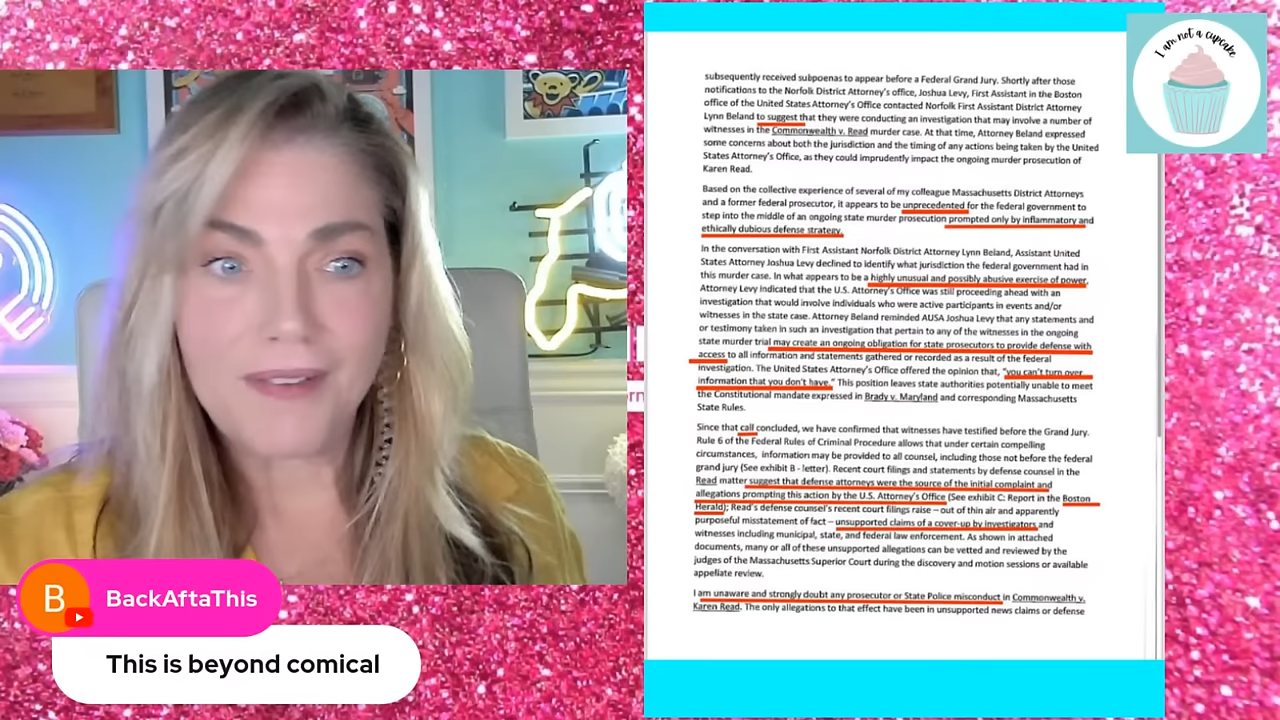 subsequently received subpoenas to appear before a Federal Grand Jury. Shortly after those
notifications to the Norfolk District Attorney's office, Joshua Levy, First Assistant in the Boston
office of the United States Attorney's Office contacted Norfolk First Assistant District Attorney
Lynn Beland to suggest that they were conducting an investigation that may involve a number of
witnesses in the Commonwealth v. Read murder case. At that time, Attorney Beland expressed
some concerns about both the jurisdiction and the timing of any actions being taken by the United
States Attorney's Office, as they could imprudently impact the ongoing murder prosecution of
Karen Read.
Based on the collective experience of several of my colleague Massachusetts District Attorneys
and a former federal prosecutor, it appears to be unprecedented for the federal government to
step into the middle of an ongoing state murder prosecution prompted only by inflammatory and
ethically dubious defense strategy.
In the conversation with First Assistant Norfolk District Attorney Lynn Beland, Assistant United
States Attorney Joshua Levy declined to identify what jurisdiction the federal government had in
this murder case. In what appears to be a highly unusual and possibly abusive exercise of power,
Attorney Levy indicated that the U.S. Attorney's Office was still proceeding ahead with an
investigation that would involve individuals who were active participants in events and/or
witnesses in the state case. Attorney Beland reminded AUSA Joshua Levy that any statements and
or testimony taken in such an investigation that pertain to any of the witnesses in the ongoing
state murder trial may create an ongoing obligation for state prosecutors to provide defense with
access to all information and statements gathered or recorded as a result of the federal
investigation. The United States Attorney's Office offered the opinion that, "you can't turn over
information that you don't have." This position leaves state authorities potentially unable to meet
the Constitutional mandate expressed in Brady v. Maryland and corresponding Massachusetts
State Rules.
Since that call concluded, we have confirmed that witnesses have testified before the Grand Jury.
Rule 6 of the Federal Rules of Criminal Procedure allows that under certain compelling
circumstances, information may be provided to all counsel, including those not before the federal
grand jury (See exhibit B - letter). Recent court filings and statements by defense counsel in the
Read matter suggest that defense attorneys were the source of the initial complaint and
allegations prompting this action by the U.S. Attorney's Office (See exhibit C: Report in the Boston
Herald); Read's defense counsel's recent court filings raise – out of thin air and apparently
purposeful misstatement of fact – unsupported claims of a cover-up by investigators and
witnesses including municipal, state, and federal law enforcement. As shown in attached
documents, many or all of these unsupported allegations can be vetted and reviewed by the
judges of the Massachusetts Superior Court during the discovery and motion sessions or available
appellate review.
I am unaware and strongly doubt any prosecutor or State Police misconduct in Commonwealth v.
Karen Read. The only allegations to that effect have been in unsupported news claims or defense
I am not a cupcake
B
BackAftaThis
This is beyond comical